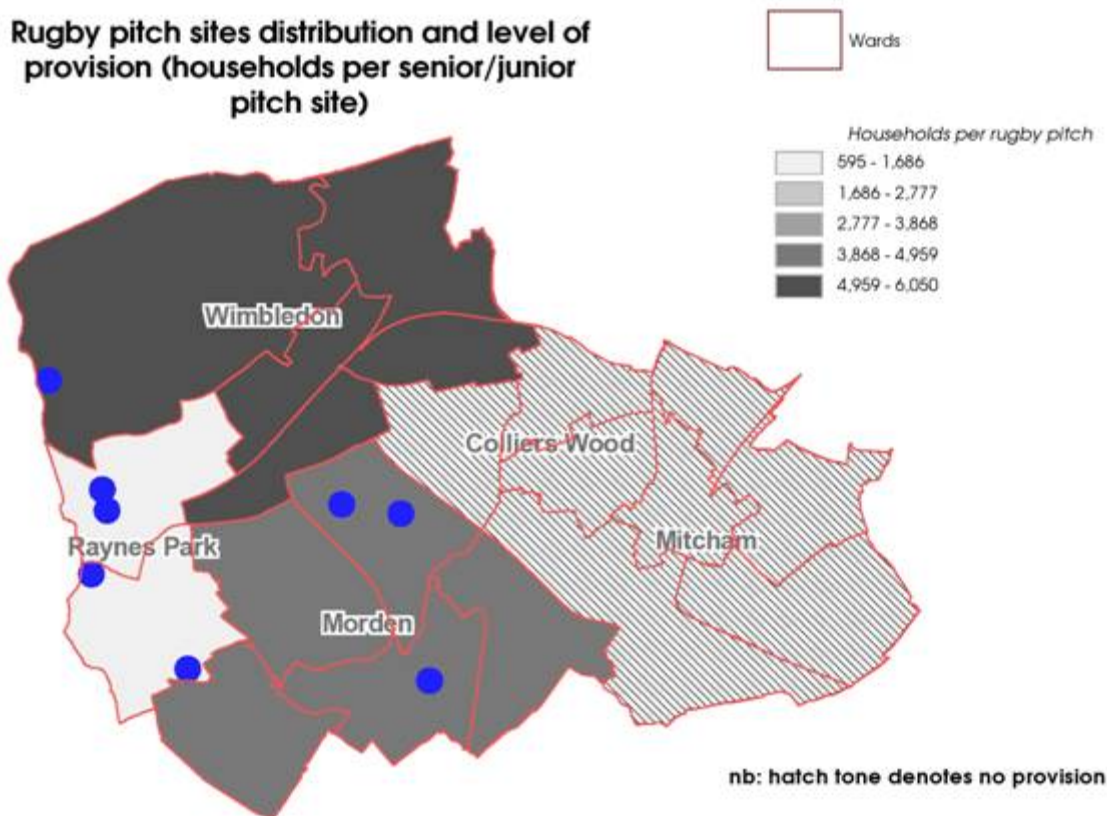 Rugby pitch sites distribution and level of
provision (households per senior/junior
pitch site)
Wards
Households per rugby pitch
595 - 1,686
1,686 - 2,777
2,777 - 3,868
3,868 - 4,959
4,959 - 6,050
Wimbledon
Colliers Wood
Mitcham
Raynes Park
Morden
nb: hatch tone denotes no provision